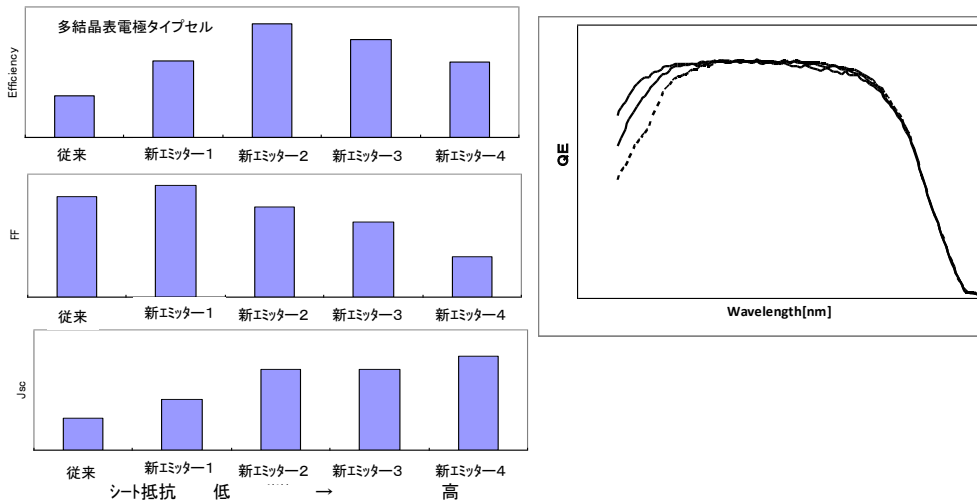 多結晶表電極タイプセル
Efficiency
従来 新エミッター1 新エミッター2 新エミッター3 新エミッター4
FF
従来 新エミッター1 新エミッター2 新エミッター3 新エミッター4
Jsc
従来 新エミッター1 新エミッター2 新エミッター3 新エミッター4
シート抵抗 低 → 高
QE
Wavelength[nm]